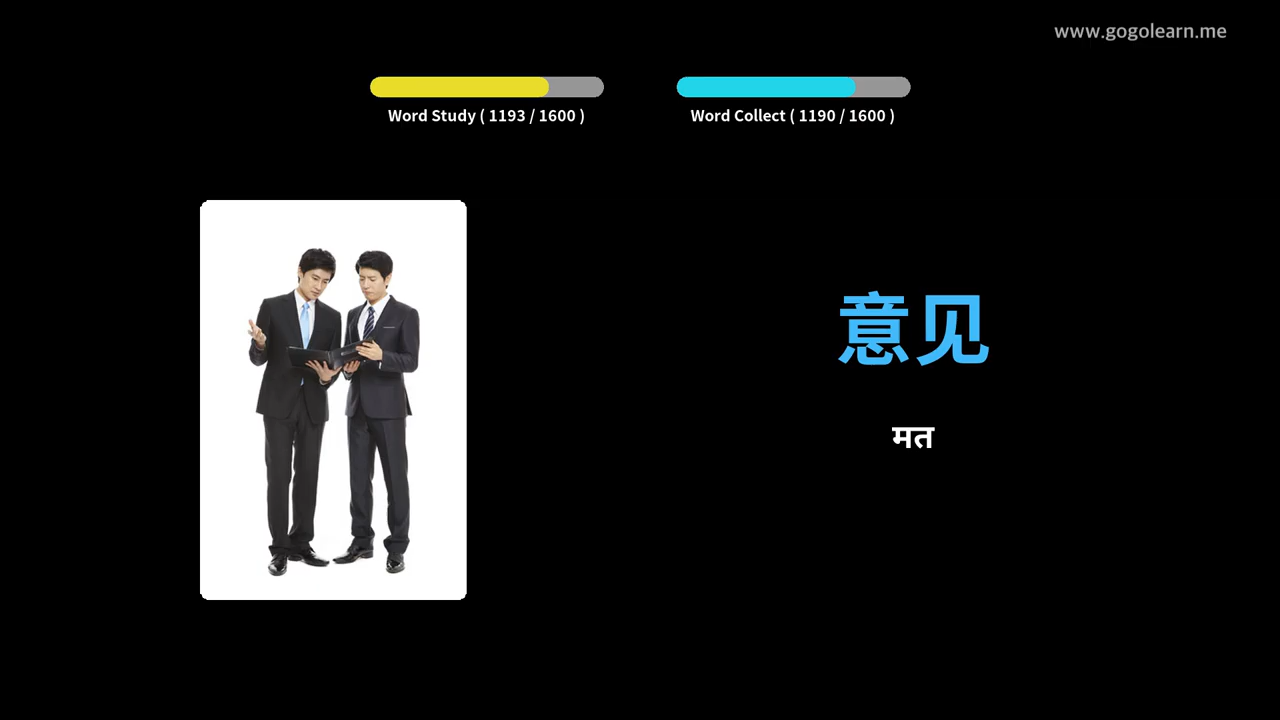 www.gogolearn.me
Word Study ( 1193 / 1600 )
Word Collect ( 1190 / 1600 )
意见
मत